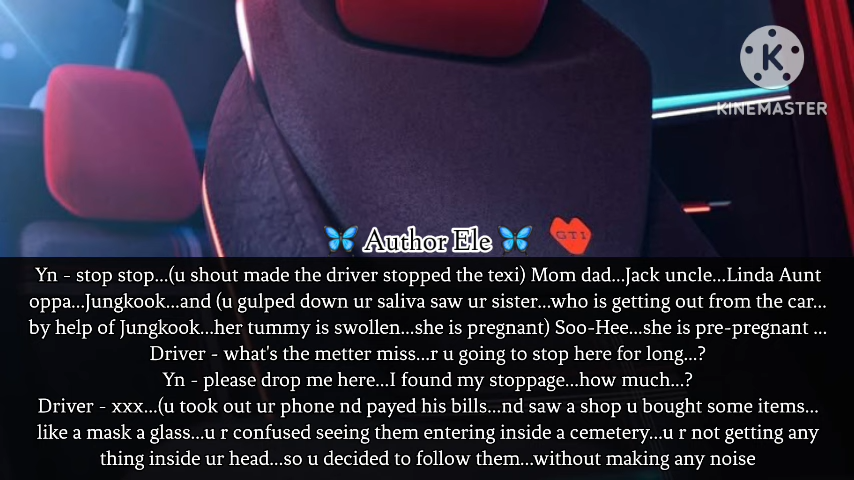 KINEMASTER
🦋 Author Ele 🦋
GT1
Yn - stop stop...(u shout made the driver stopped the texi) Mom dad...Jack uncle...Linda Aunt
oppa...Jungkook...and (u gulped down ur saliva saw ur sister...who is getting out from the car...
by help of Jungkook...her tummy is swollen...she is pregnant) Soo-Hee...she is pre-pregnant ...
Driver - what's the metter miss...r u going to stop here for long...?
Yn - please drop me here...I found my stoppage...how much...?
Driver - xxx...(u took out ur phone nd payed his bills...nd saw a shop u bought some items...
like a mask a glass...u r confused seeing them entering inside a cemetery...u r not getting any
thing inside ur head...so u decided to follow them...without making any noise